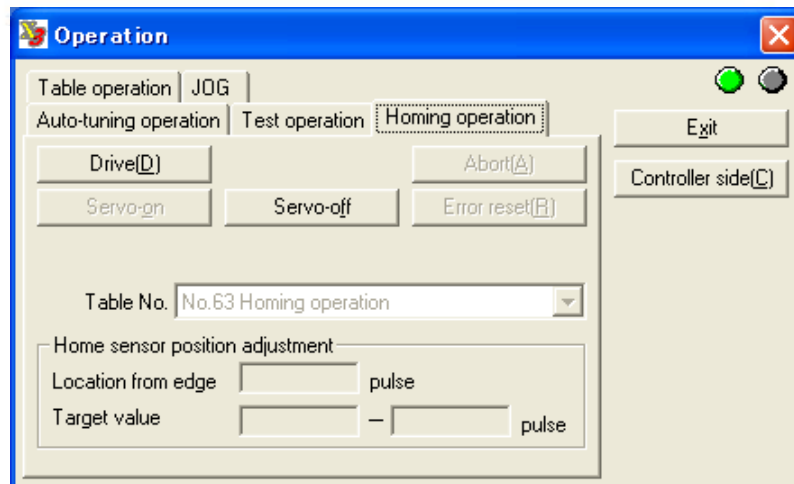 Operation
Table operation JOG
Auto-tuning operation Test operation Homing operation
Exit
Drive(D) Abort(A)
Controller side(C)
Servo-on Servo-off Error reset(R)
Table No. No.63 Homing operation
Home sensor position adjustment
Location from edge pulse
Target value – pulse